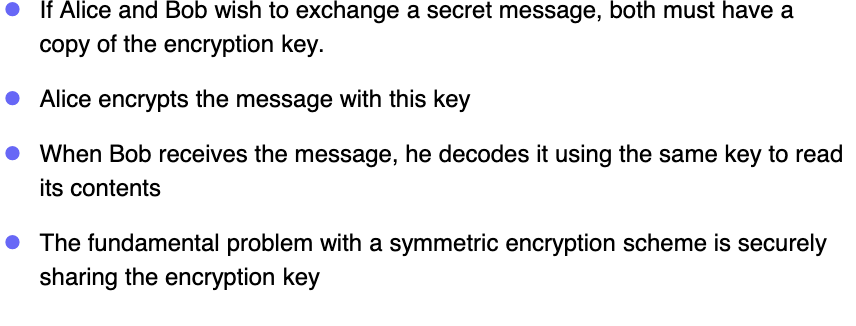 If Alice and Bob wish to exchange a secret message, both must have a
copy of the encryption key.
Alice encrypts the message with this key
When Bob receives the message, he decodes it using the same key to read
its contents
The fundamental problem with a symmetric encryption scheme is securely
sharing the encryption key